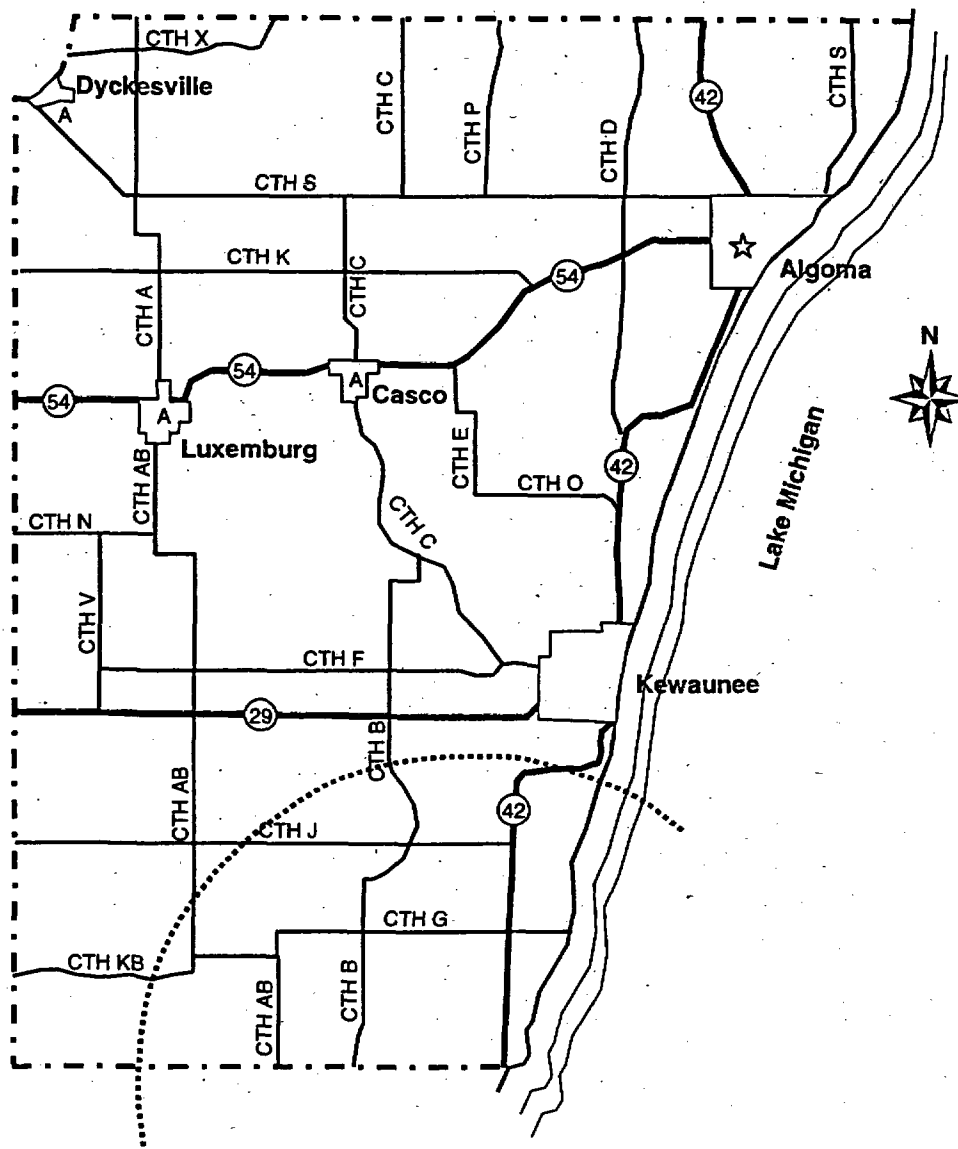 CTH X
Dyckesville
A
CTH C
CTH P
CTH D
42
CTH S
CTH S
CTH K
CTH C
54
Algoma
CTH A
N
54
54
A
Casco
A
Luxemburg
CTH AB
CTH E
42
CTH O
CTH N
CTH C
Lake Michigan
CTH V
CTH F
Kewaunee
29
CTH B
CTH AB
42
CTH J
CTH G
CTH KB
CTH AB
CTH B